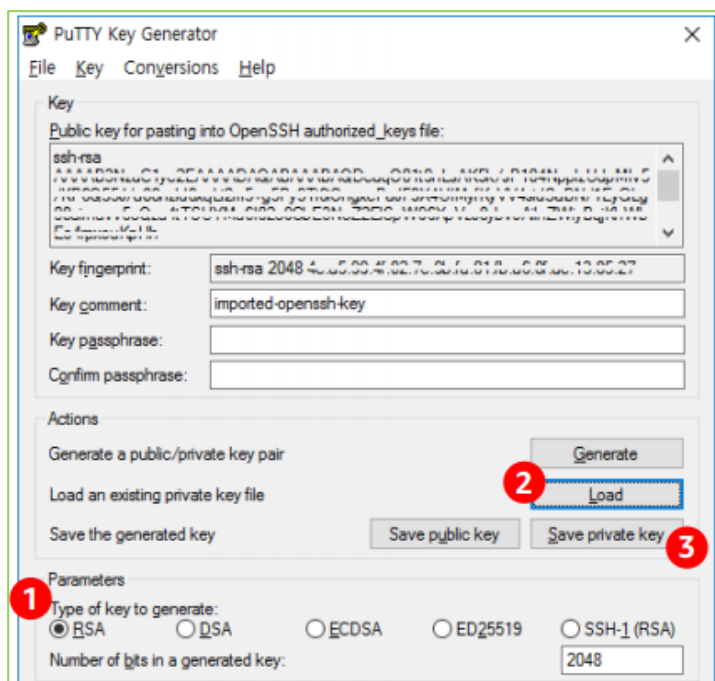 PuTTY Key Generator
File Key Conversions Help
Key
Public key for pasting into OpenSSH authorized_keys file:
ssh-rsa
Key fingerprint: ssh-rsa 2048
Key comment: imported-openssh-key
Key passphrase:
Confirm passphrase:
Actions
Generate a public/private key pair Generate
2
Load an existing private key file Load
Save the generated key Save public key Save private key
3
Parameters
1
Type of key to generate:
RSA DSA ECDSA ED25519 SSH-1 (RSA)
Number of bits in a generated key: 2048